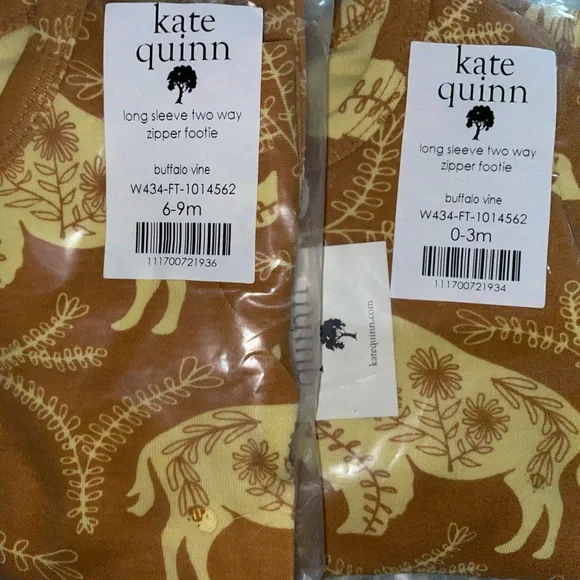 kate
quinn
long sleeve two way
zipper footie
buffalo vine
W434-FT-1014562
6-9m
111700721936
kate
quinn
long sleeve two way
zipper footie
buffalo vine
W434-FT-1014562
0-3m
111700721934
quinn
katequinn.com